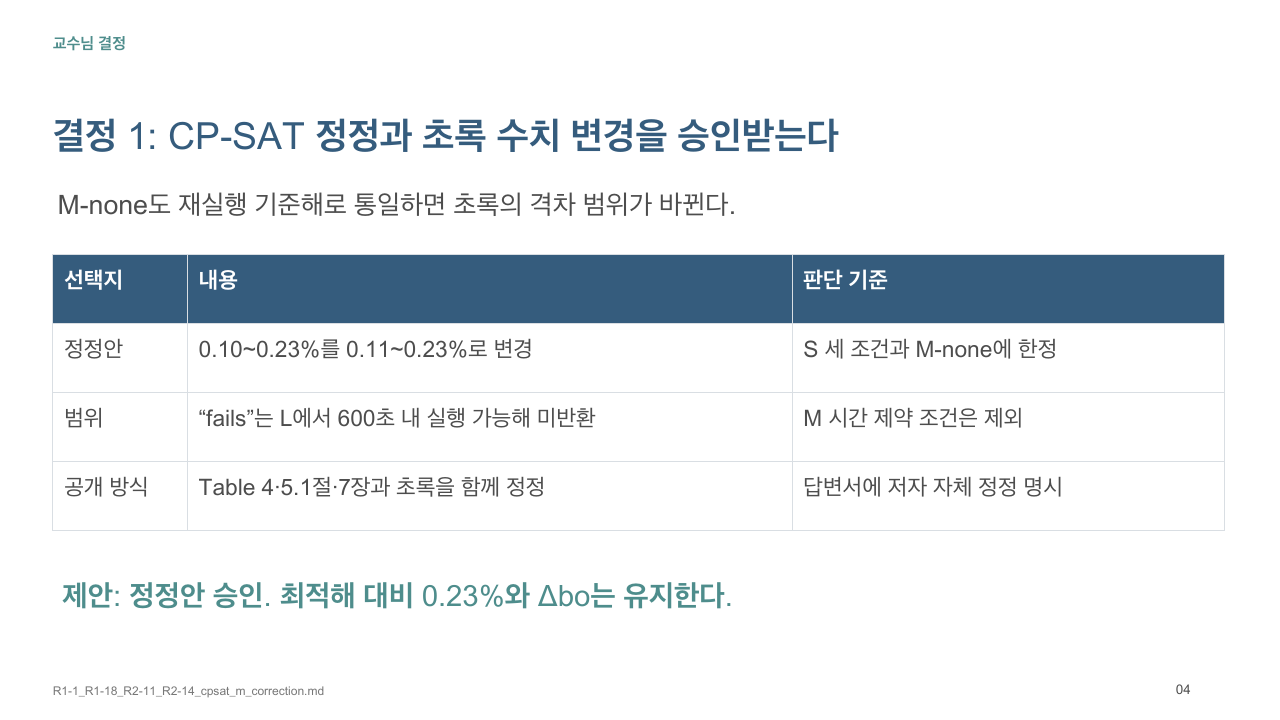 교수님 결정
결정 1: CP-SAT 정정과 초록 수치 변경을 승인받는다
M-none도 재실행 기준해로 통일하면 초록의 격차 범위가 바뀐다.
선택지 내용 판단 기준
정정안 0.10~0.23%를 0.11~0.23%로 변경 S 세 조건과 M-none에 한정
범위 “fails”는 L에서 600초 내 실행 가능해 미반환 M 시간 제약 조건은 제외
공개 방식 Table 4·5.1절·7장과 초록을 함께 정정 답변서에 저자 자체 정정 명시
제안: 정정안 승인. 최적해 대비 0.23%와 Δbo는 유지한다.
R1-1_R1-18_R2-11_R2-14_cpsat_m_correction.md 04